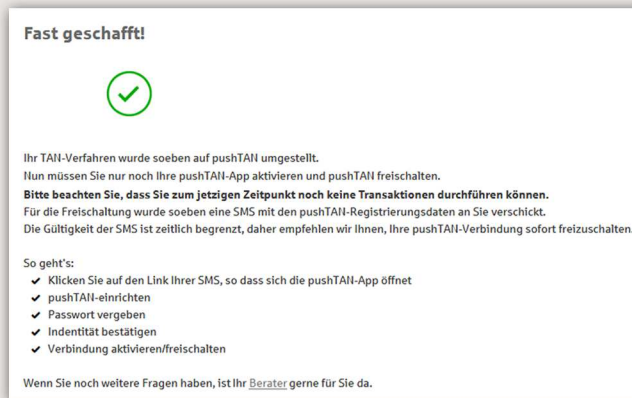 Fast geschafft!
Ihr TAN-Verfahren wurde soeben auf pushTAN umgestellt.
Nun müssen Sie nur noch Ihre pushTAN-App aktivieren und pushTAN freischalten.
Bitte beachten Sie, dass Sie zum jetzigen Zeitpunkt noch keine Transaktionen durchführen können.
Für die Freischaltung wurde soeben eine SMS mit den pushTAN-Registrierungsdaten an Sie verschickt.
Die Gültigkeit der SMS ist zeitlich begrenzt, daher empfehlen wir Ihnen, Ihre pushTAN-Verbindung sofort freizuschalten.
So geht's:
Klicken Sie auf den Link Ihrer SMS, so dass sich die pushTAN-App öffnet
pushTAN-einrichten
Passwort vergeben
Indentität bestätigen
Verbindung aktivieren/freischalten
Wenn Sie noch weitere Fragen haben, ist Ihr Berater gerne für Sie da.